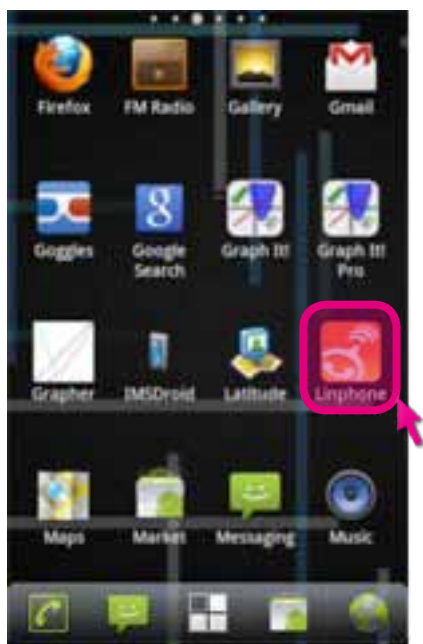 Firefox
FM Radio
Gallery
Gmail
Goggles
Google
Search
Graph It!
Graph It!
Pro
Grapher
IMSDroid
Latitude
Linphone
Maps
Market
Messaging
Music